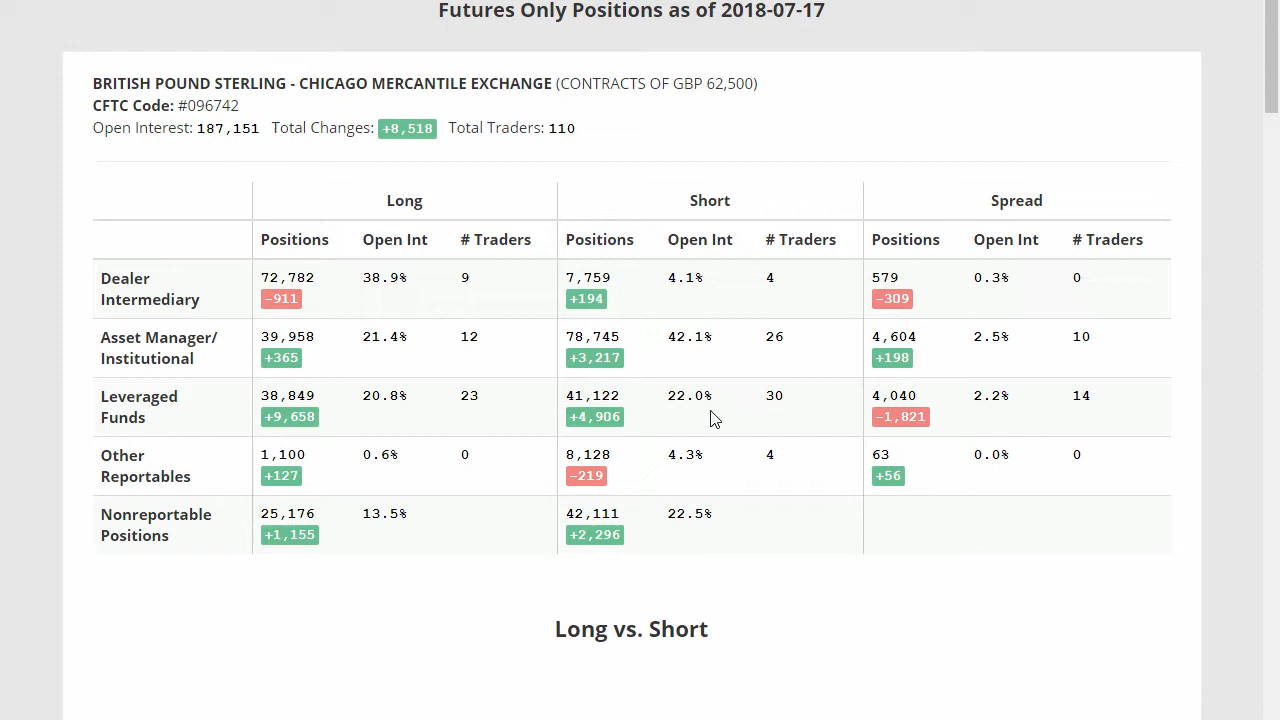 Futures Only Positions as of 2018-07-17
BRITISH POUND STERLING - CHICAGO MERCANTILE EXCHANGE (CONTRACTS OF GBP 62,500)
CFTC Code: #096742
Open Interest: 187,151 Total Changes: +8,518 Total Traders: 110
Long Short Spread
Positions Open Int # Traders Positions Open Int # Traders Positions Open Int # Traders
Dealer 72,782 38.9% 9 7,759 4.1% 4 579 0.3% 0
Intermediary −911 +194 −309
Asset Manager/ 39,958 21.4% 12 78,745 42.1% 26 4,604 2.5% 10
Institutional +365 +3,217 +198
Leveraged 38,849 20.8% 23 41,122 22.0% 30 4,040 2.2% 14
Funds +9,658 +4,906 −1,821
Other 1,100 0.6% 0 8,128 4.3% 4 63 0.0% 0
Reportables +127 −219 +56
Nonreportable 25,176 13.5% 42,111 22.5%
Positions +1,155 +2,296
Long vs. Short